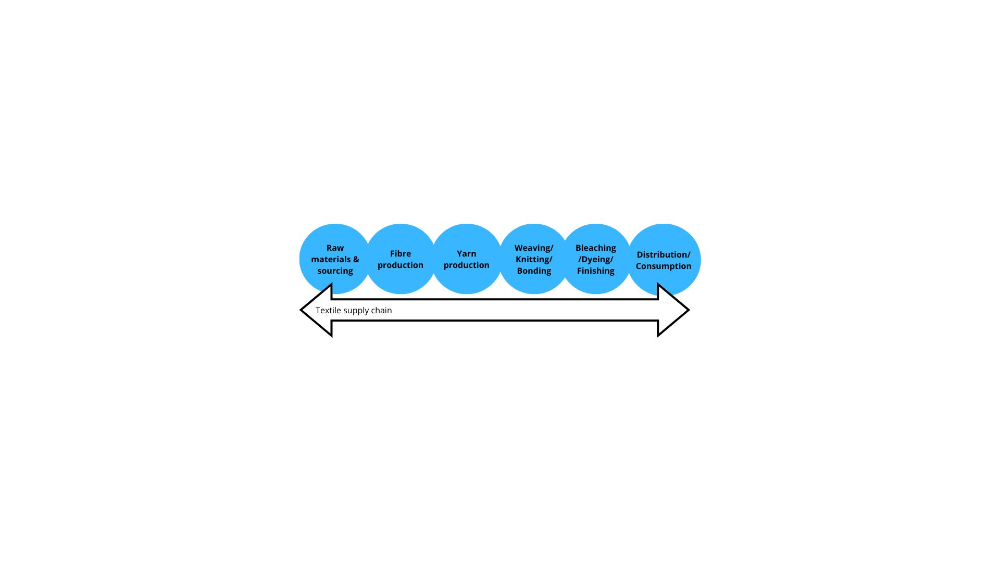 Raw
materials &
sourcing
Fibre
production
Yarn
production
Weaving/
Knitting/
Bonding
Bleaching
/Dyeing/
Finishing
Distribution/
Consumption
Textile supply chain